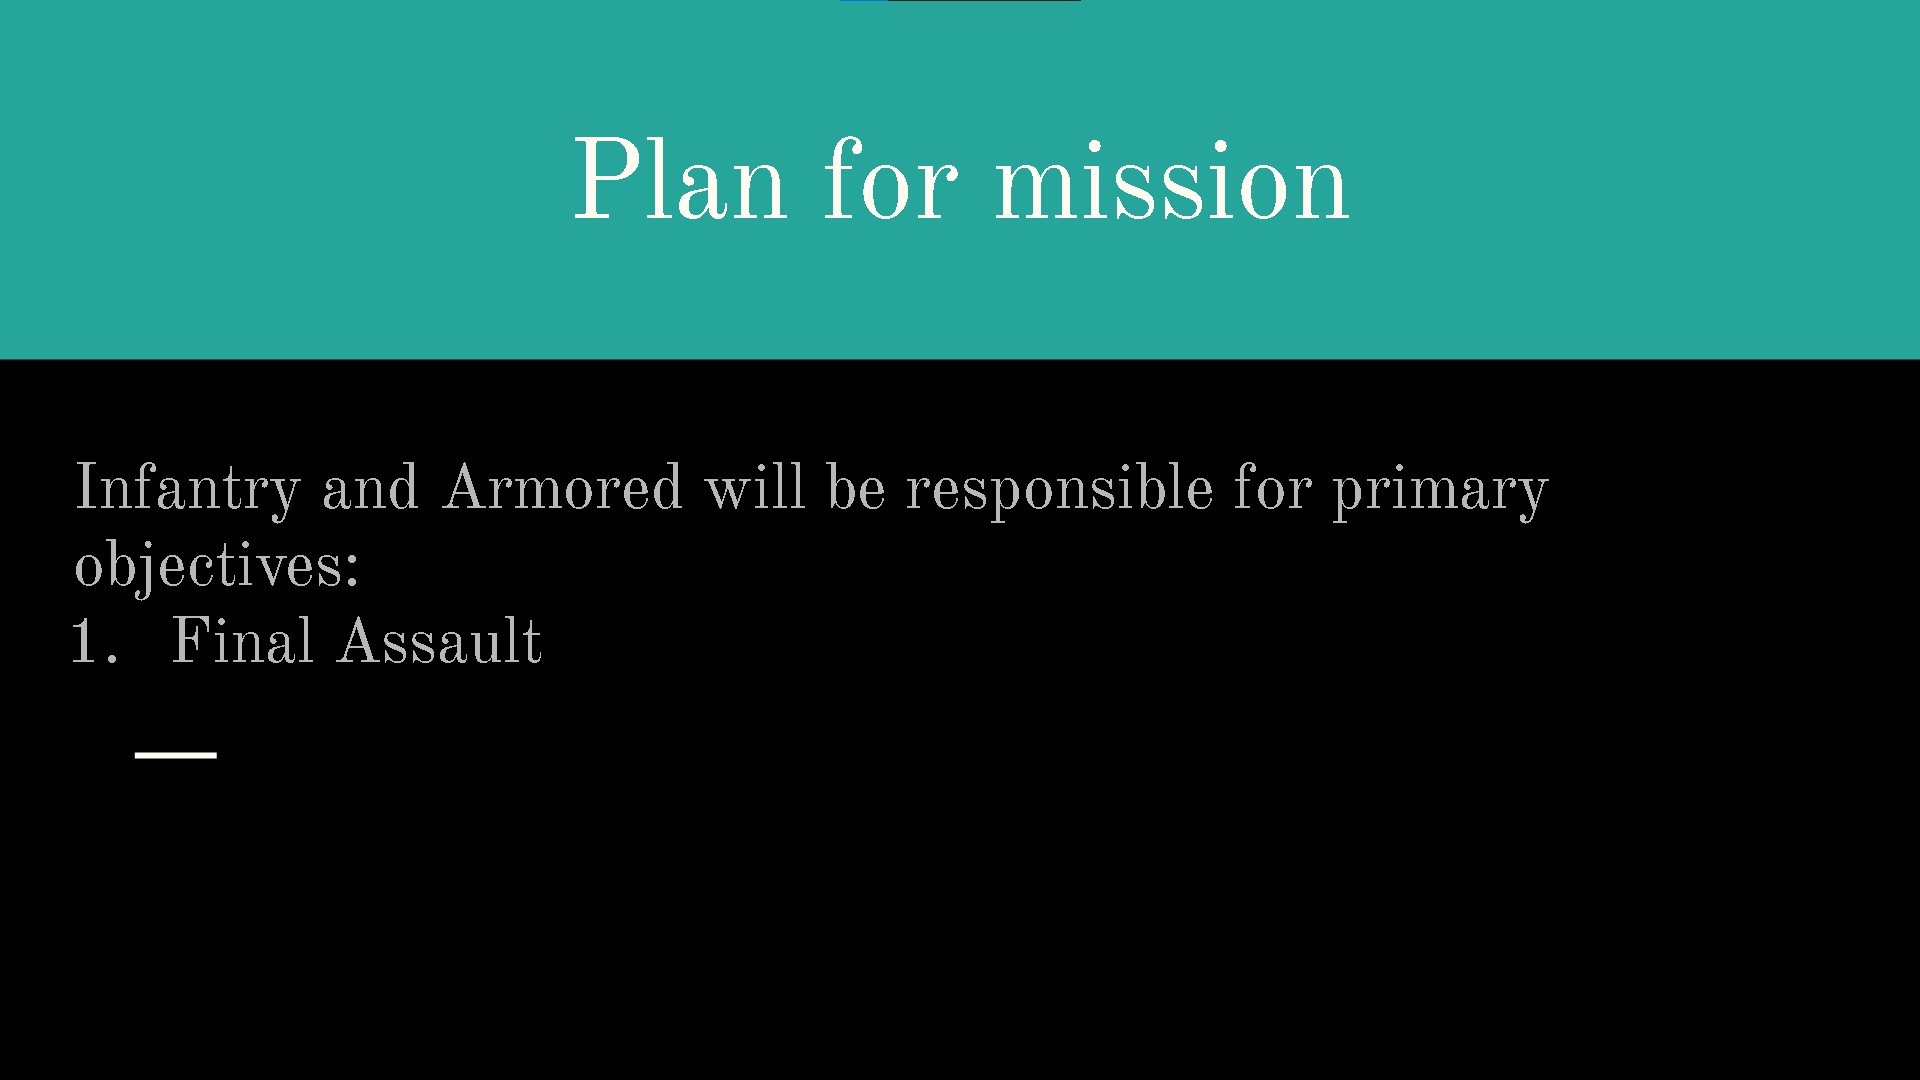 Plan for mission
Infantry and Armored will be responsible for primary
objectives:
1. Final Assault